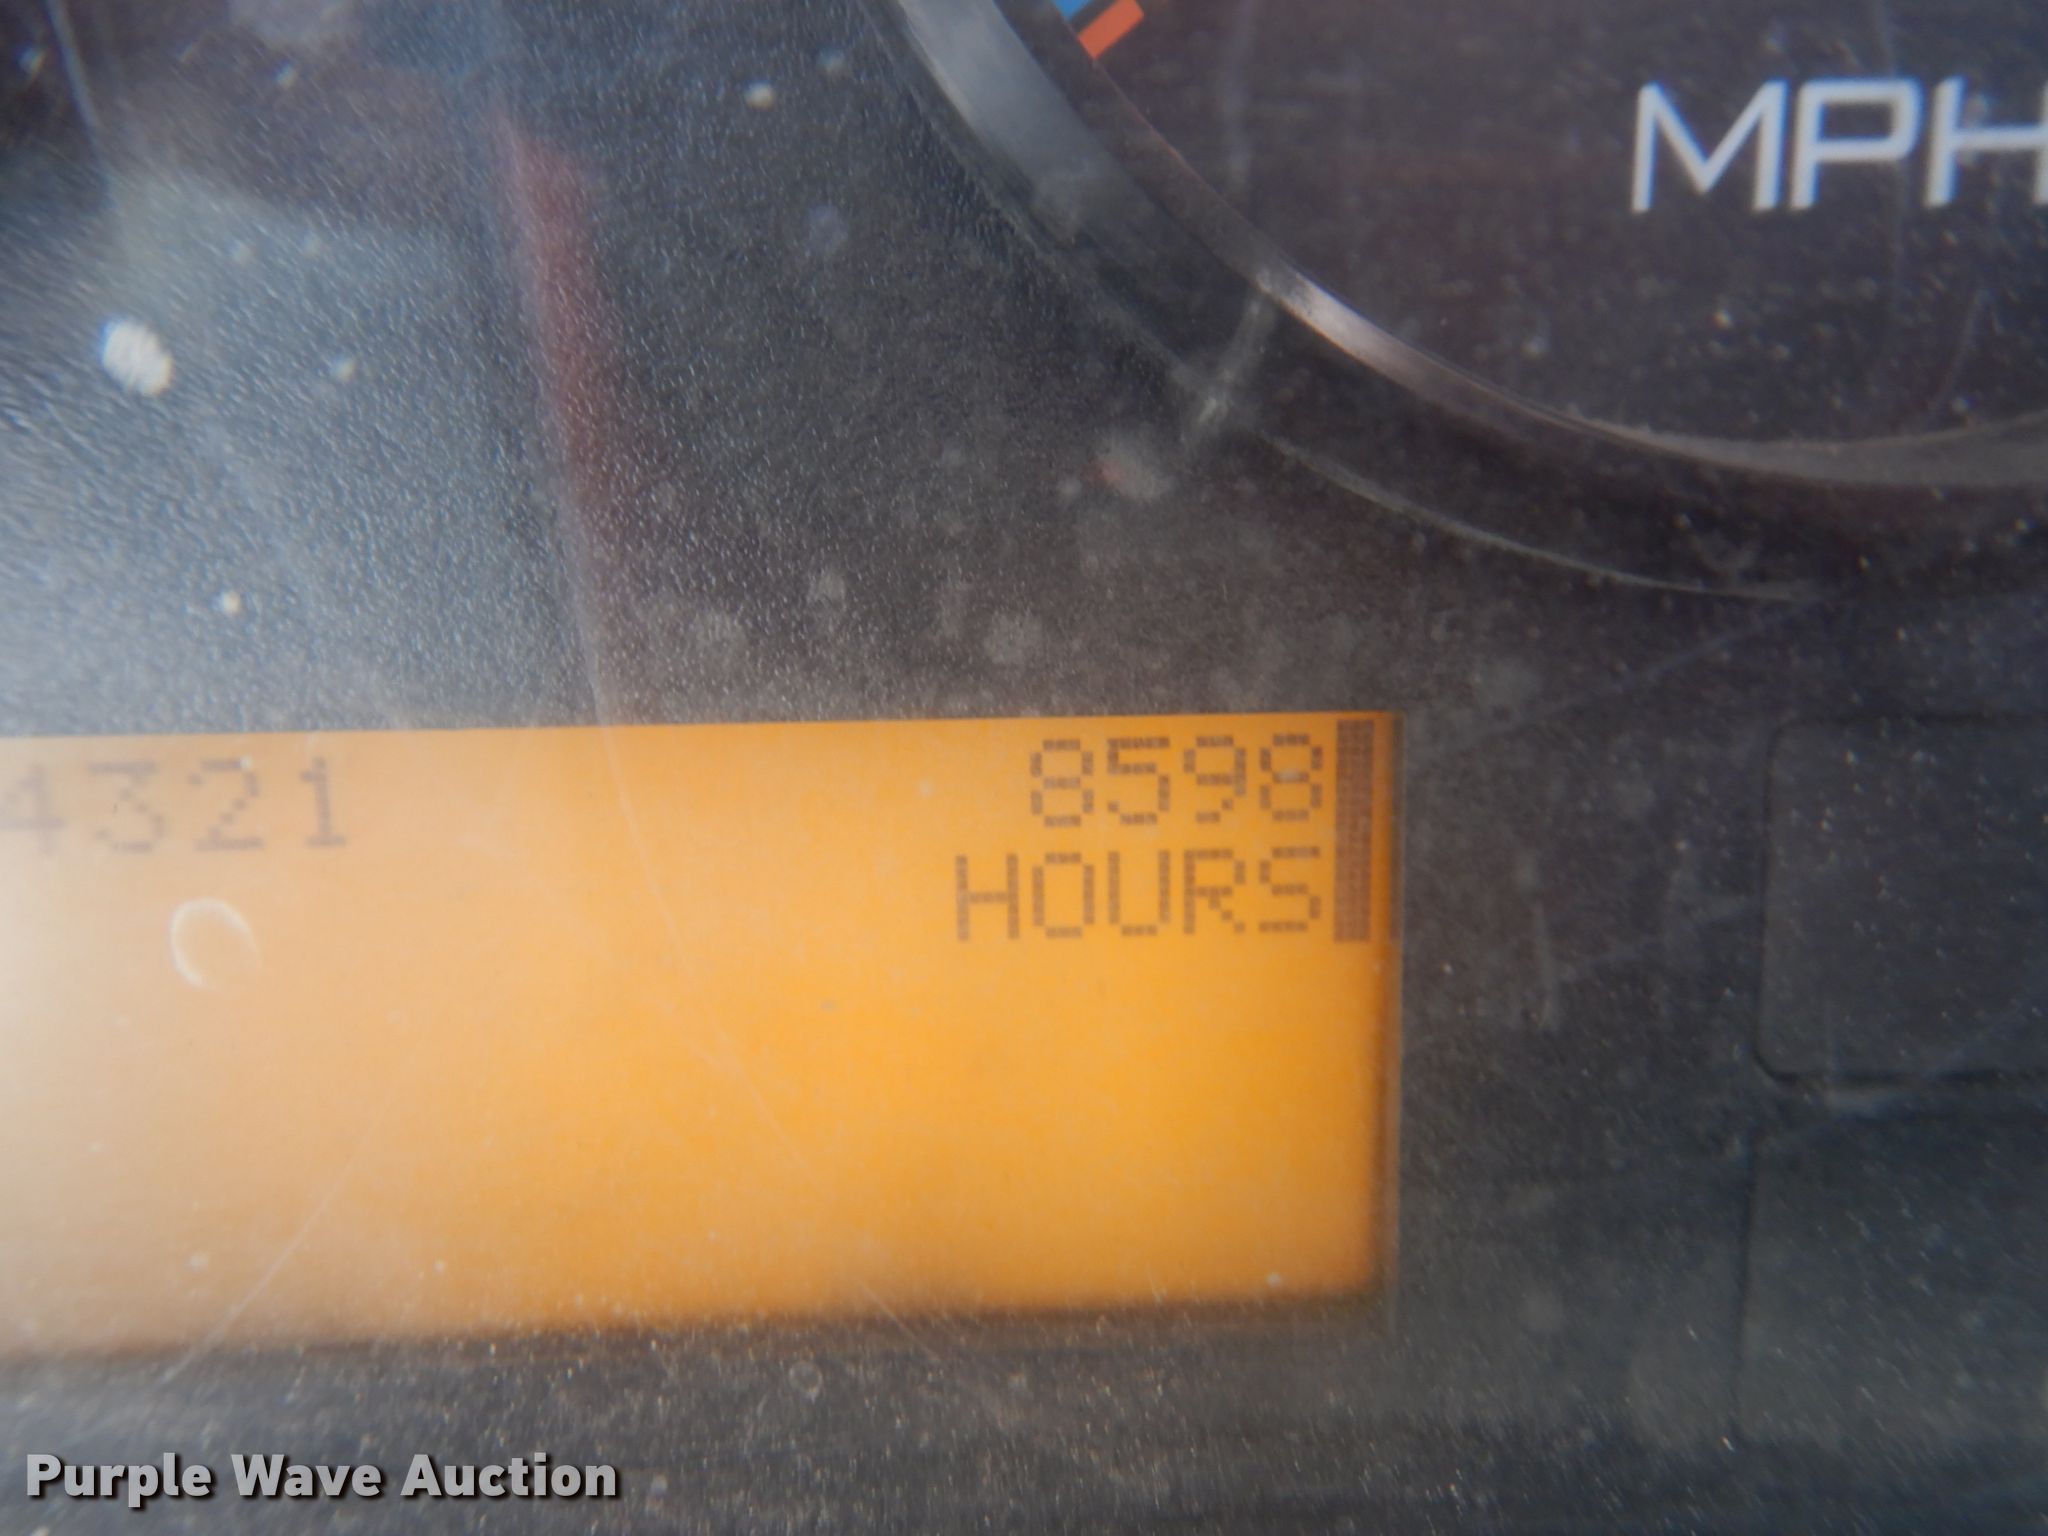 MPH
4321 8598
HOURS
Purple Wave Auction